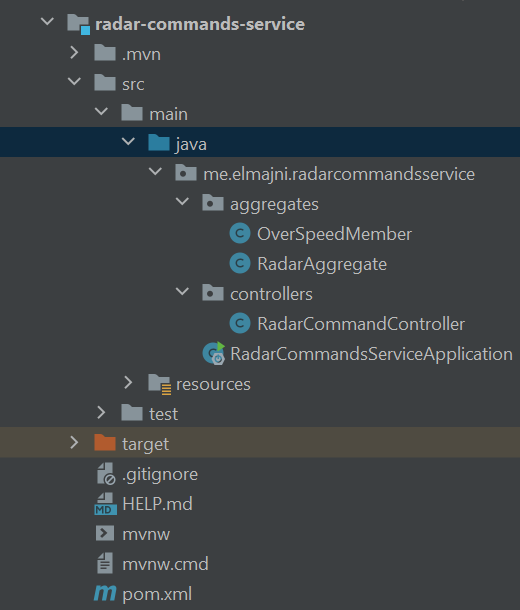 radar-commands-service
.mvn
src
main
java
me.elmajni.radarcommandsservice
aggregates
C OverSpeedMember
C RadarAggregate
controllers
C RadarCommandController
C RadarCommandsServiceApplication
resources
test
target
.gitignore
MD HELP.md
mvnw
mvnw.cmd
m pom.xml